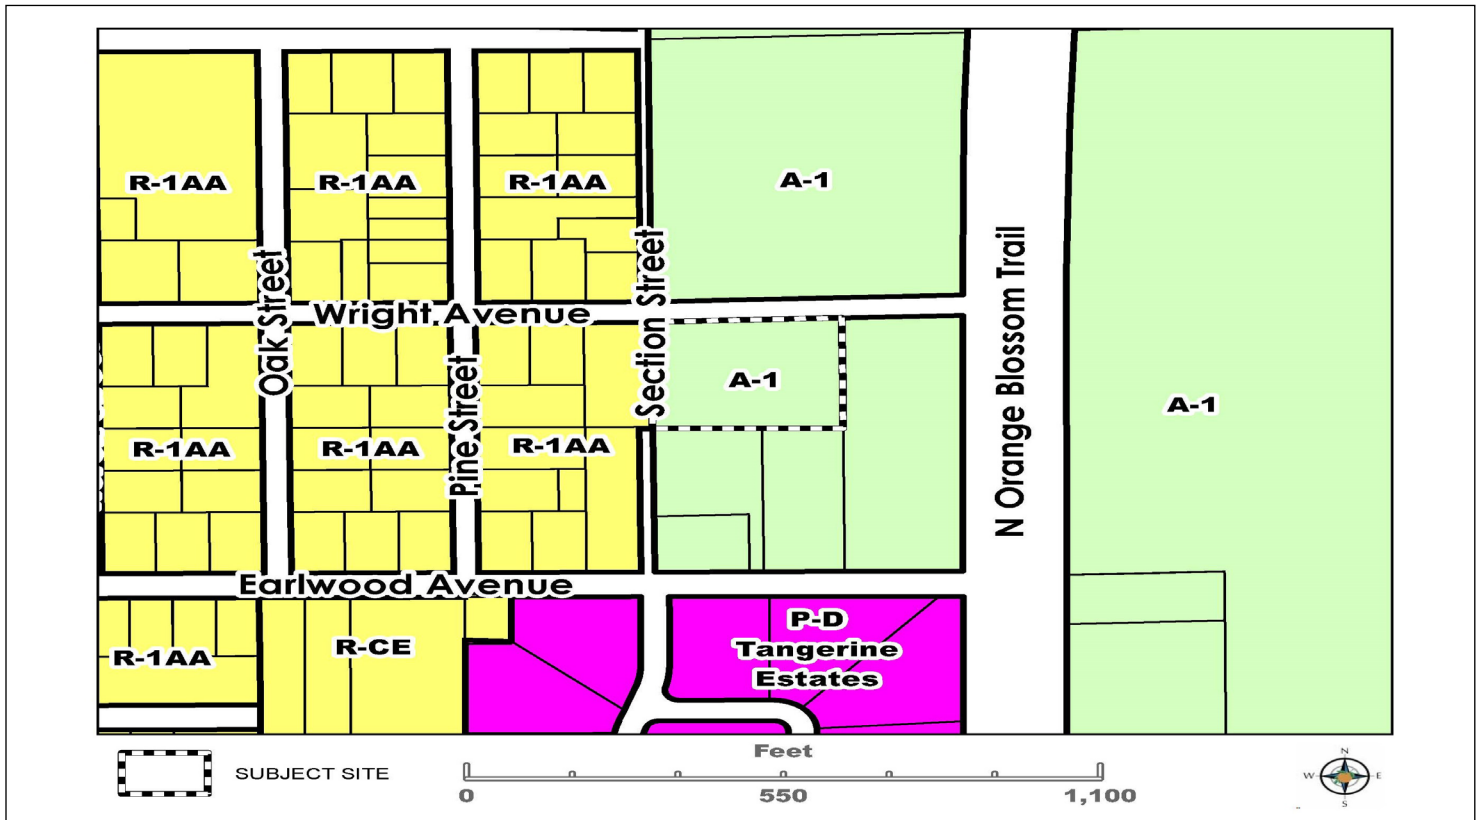 R-1AA
R-1AA
R-1AA
A-1
Oak Street
Wright Avenue
Section Street
N Orange Blossom Trail
Pine Street
A-1
A-1
R-1AA
R-1AA
R-1AA
Earlwood Avenue
R-1AA
R-CE
P-D
Tangerine
Estates
SUBJECT SITE
Feet
0
550
1,100
N
W
E
S